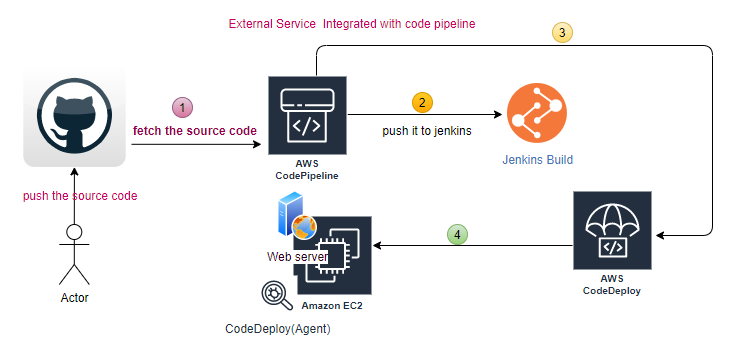 External Service Integrated with code pipeline
3
1
2
fetch the source code
push it to jenkins
AWS
CodePipeline
Jenkins Build
push the source code
4
Web server
Actor
Amazon EC2
AWS
CodeDeploy
CodeDeploy(Agent)